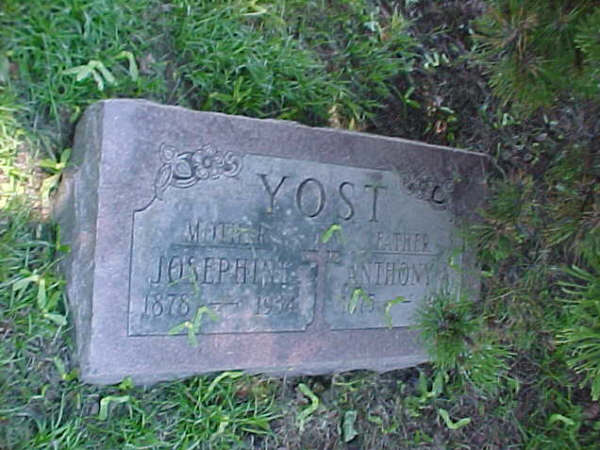 YOST
MOTHER FATHER
JOSEPHINE ANTHONY
1878 — 1934 —